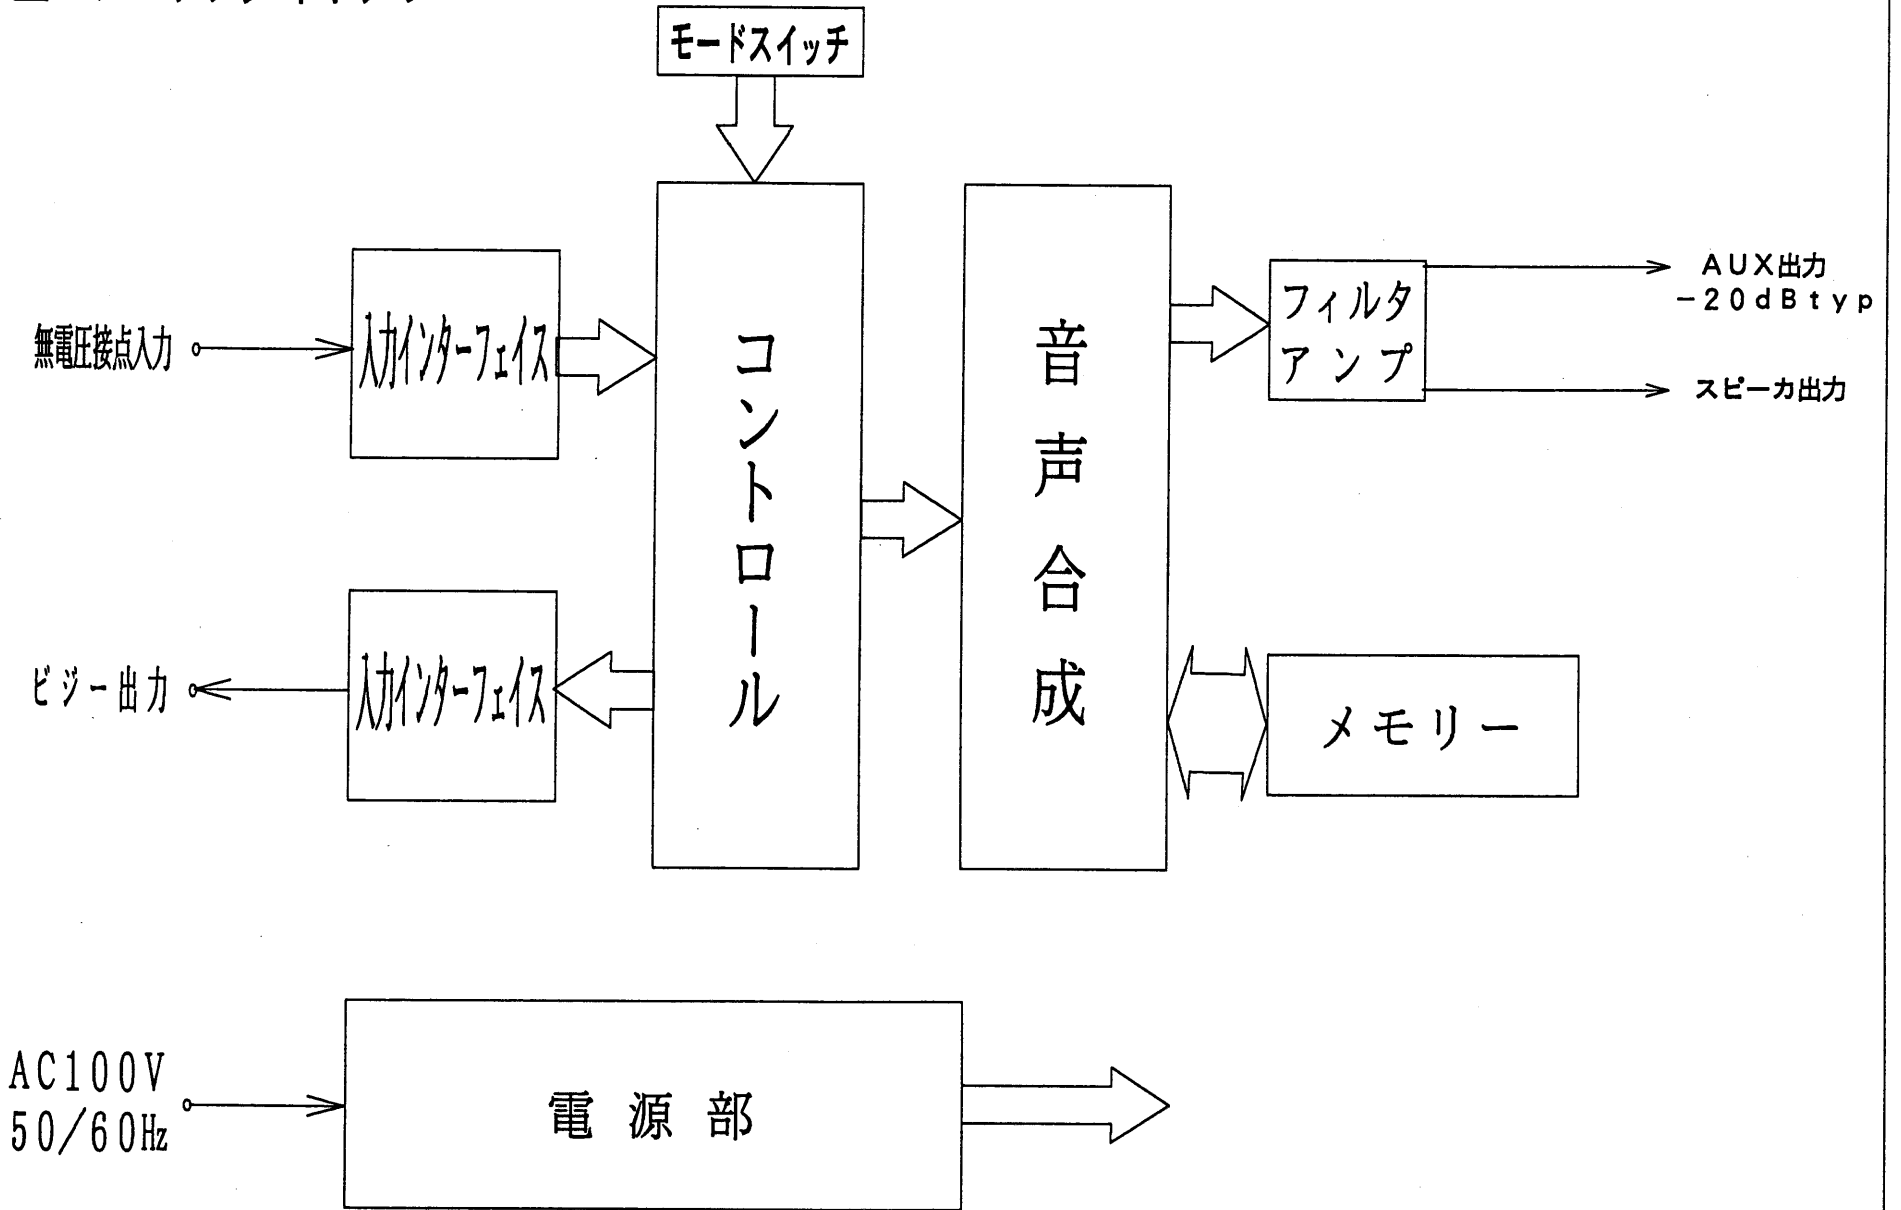 モードスイッチ
無電圧接点入力
入力インターフェイス
コントロール
音声合成
フィルタ
アンプ
AUX出力
-20dBtyp
スピーカ出力
ビジー出力
入力インターフェイス
メモリー
AC100V
50/60Hz
電源部